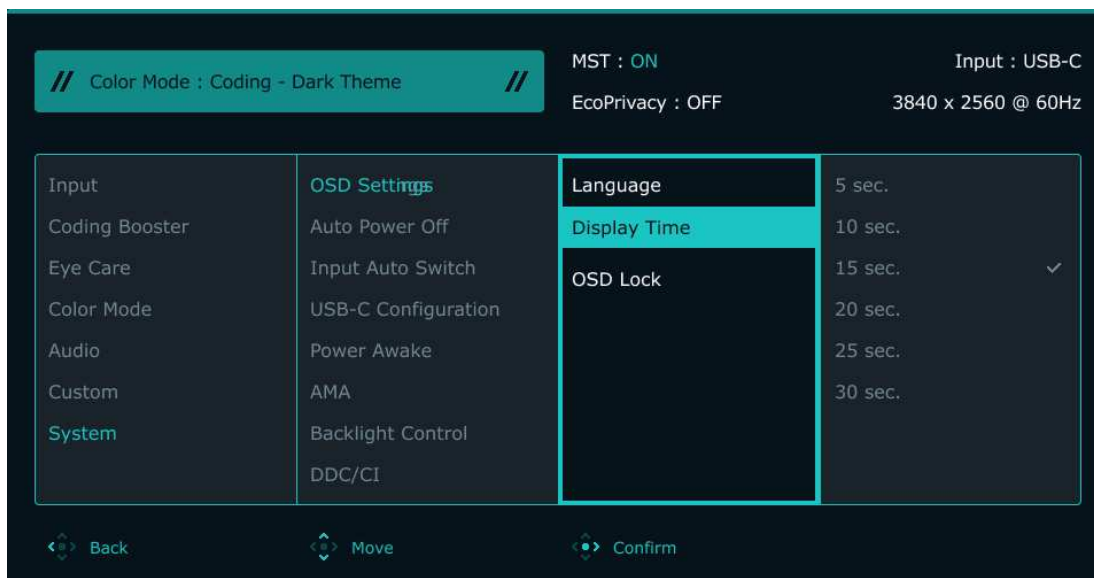 Color Mode : Coding - Dark Theme
MST : ON
Input : USB-C
EcoPrivacy : OFF
3840 x 2560 @ 60Hz
Input
Coding Booster
Eye Care
Color Mode
Audio
Custom
System
OSD Settings
Auto Power Off
Input Auto Switch
USB-C Configuration
Power Awake
AMA
Backlight Control
DDC/CI
Language
Display Time
OSD Lock
5 sec.
10 sec.
15 sec.
20 sec.
25 sec.
30 sec.
Back
Move
Confirm